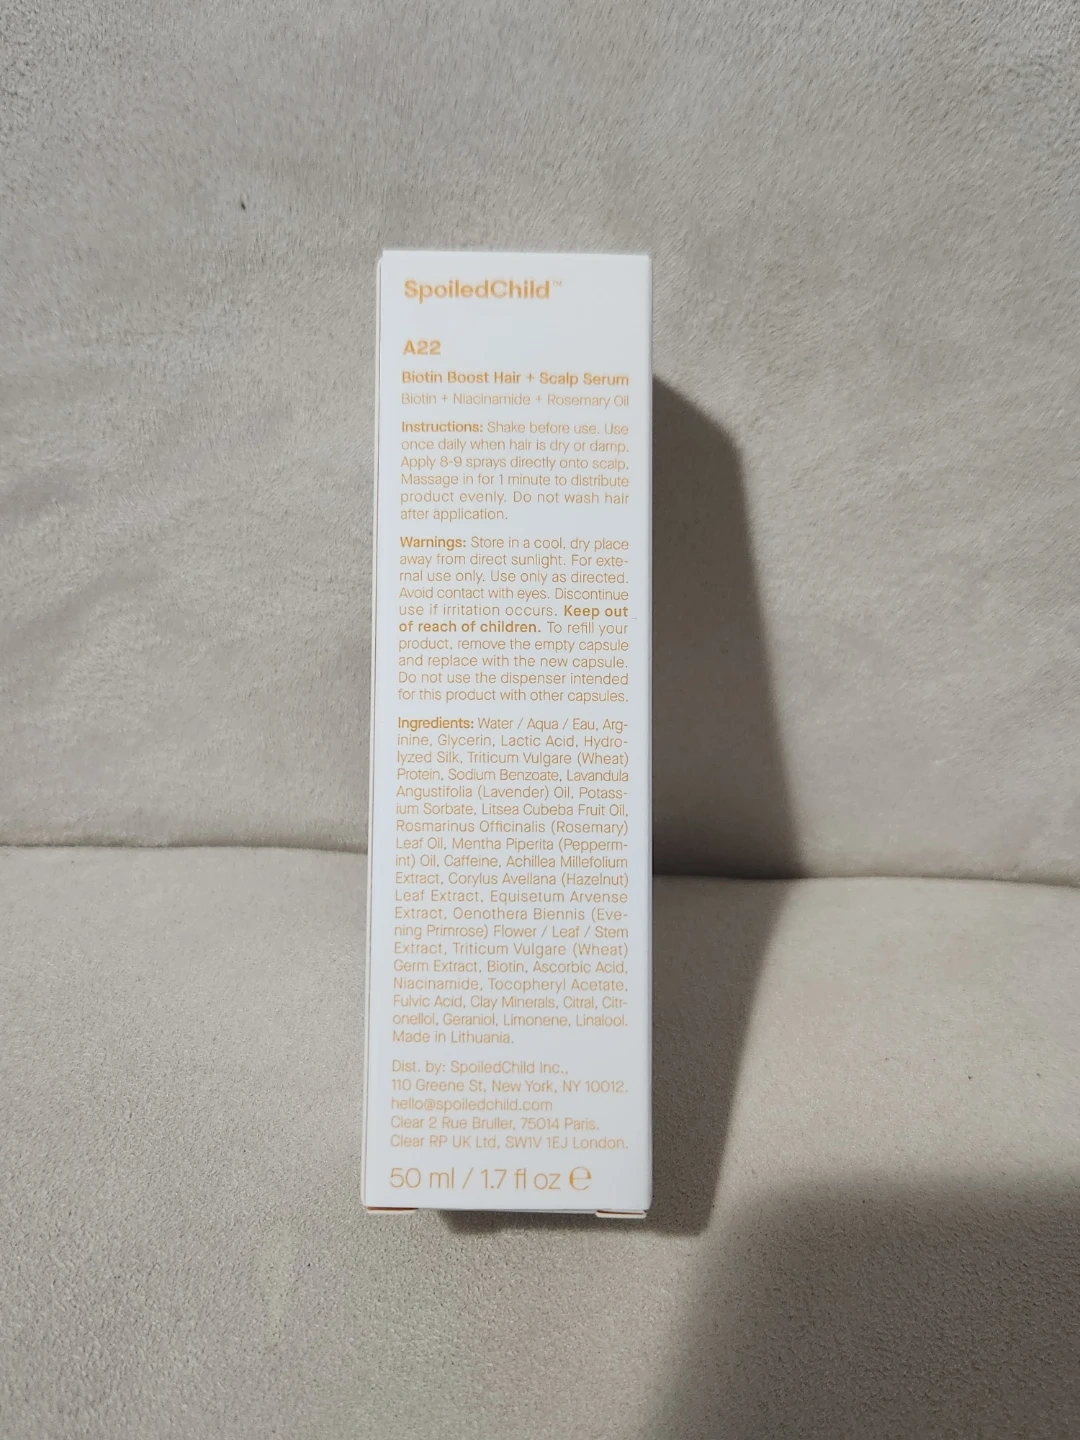 SpoiledChild™
A22
Biotin Boost Hair + Scalp Serum
Biotin + Niacinamide + Rosemary Oil
Instructions: Shake before use. Use
once daily when hair is dry or damp.
Apply 8-9 sprays directly onto scalp.
Massage in for 1 minute to distribute
product evenly. Do not wash hair
after application.
Warnings: Store in a cool, dry place
away from direct sunlight. For exte-
rnal use only. Use only as directed.
Avoid contact with eyes. Discontinue
use if irritation occurs. Keep out
of reach of children. To refill your
product, remove the empty capsule
and replace with the new capsule.
Do not use the dispenser intended
for this product with other capsules.
Ingredients: Water / Aqua / Eau, Arg-
inine, Glycerin, Lactic Acid, Hydro-
lyzed Silk, Triticum Vulgare (Wheat)
Protein, Sodium Benzoate, Lavandula
Angustifolia (Lavender) Oil, Potass-
ium Sorbate, Litsea Cubeba Fruit Oil,
Rosmarinus Officinalis (Rosemary)
Leaf Oil, Mentha Piperita (Pepperm-
int) Oil, Caffeine, Achillea Millefolium
Extract, Corylus Avellana (Hazelnut)
Leaf Extract, Equisetum Arvense
Extract, Oenothera Biennis (Eve-
ning Primrose) Flower / Leaf / Stem
Extract, Triticum Vulgare (Wheat)
Germ Extract, Biotin, Ascorbic Acid,
Niacinamide, Tocopheryl Acetate,
Fulvic Acid, Clay Minerals, Citral, Citr-
onellol, Geraniol, Limonene, Linalool.
Made in Lithuania.
Dist. by: SpoiledChild Inc.,
110 Greene St, New York, NY 10012.
hello@spoiledchild.com
Clear 2 Rue Bruller, 75014 Paris.
Clear RP UK Ltd, SW1V 1EJ London.
50 ml / 1.7 fl oz ℮